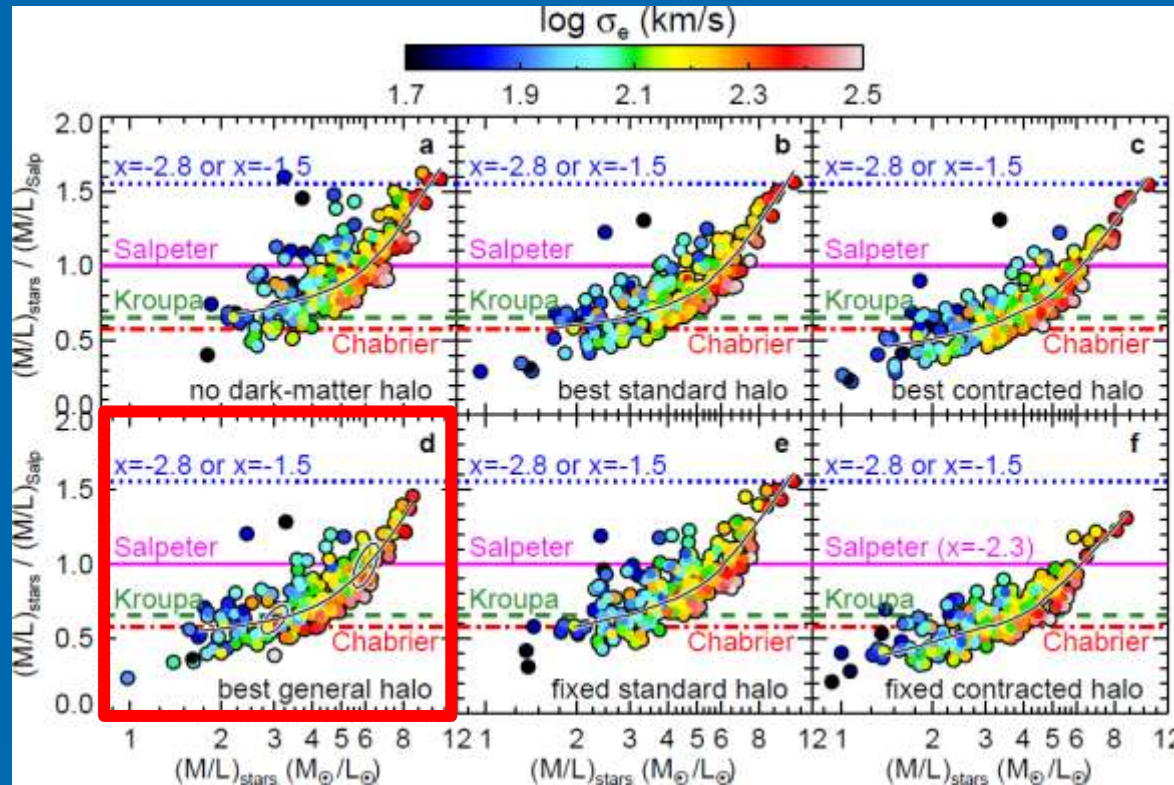 log σe (km/s)
1.7 1.9 2.1 2.3 2.5
2.0 a b c
x=-2.8 or x=-1.5 x=-2.8 or x=-1.5 x=-2.8 or x=-1.5
1.5
Salpeter
1.0
Kroupa Kroupa Kroupa
0.5 Chabrier Chabrier Chabrier
no dark-matter halo best standard halo best contracted halo
0.0
(M/L)stars / (M/L)Salp
2.0 d e f
x=-2.8 or x=-1.5 x=-2.8 or x=-1.5 x=-2.8 or x=-1.5
1.5
Salpeter Salpeter Salpeter (x=-2.3)
1.0
Kroupa Kroupa Kroupa
0.5 Chabrier Chabrier Chabrier
best general halo fixed standard halo fixed contracted halo
0.0
(M/L)stars / (M/L)Salp
1 2 3 4 5 6 8 12 1 2 3 4 5 6 8 12 1 2 3 4 5 6 8 12
(M/L)stars (M⊙/L⊙) (M/L)stars (M⊙/L⊙) (M/L)stars (M⊙/L⊙)